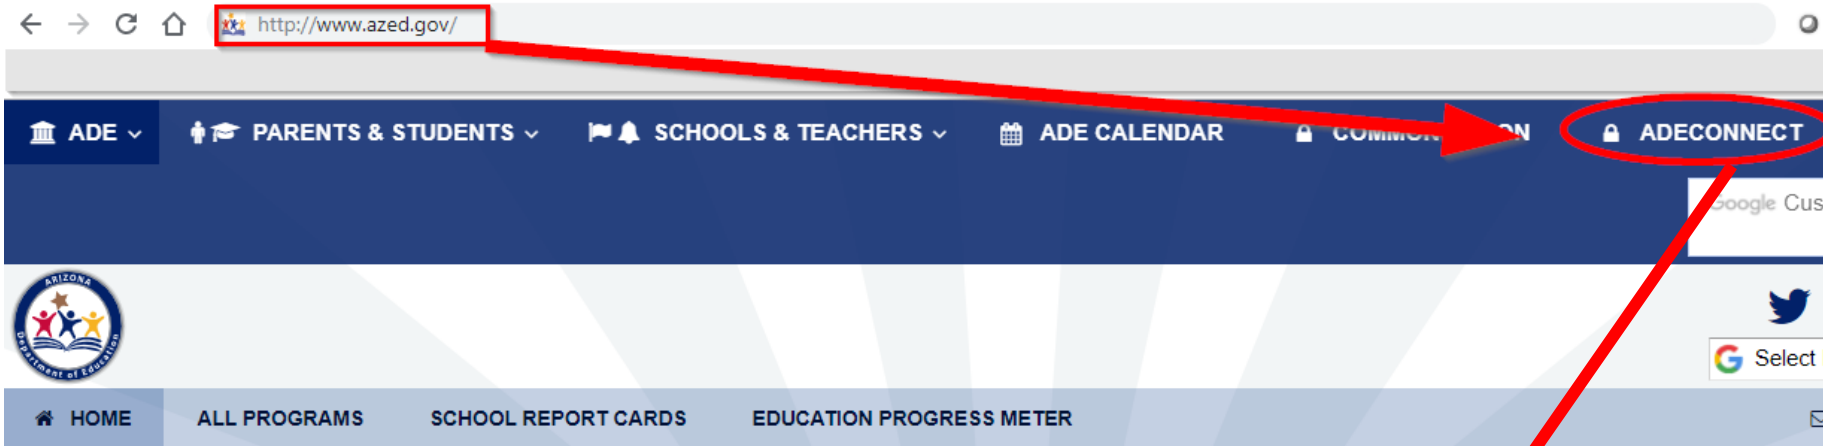 http://www.azed.gov/
ADE PARENTS & STUDENTS SCHOOLS & TEACHERS ADE CALENDAR ADECONNECT
Google Cus
ARIZONA
Department of Education
Select
HOME ALL PROGRAMS SCHOOL REPORT CARDS EDUCATION PROGRESS METER